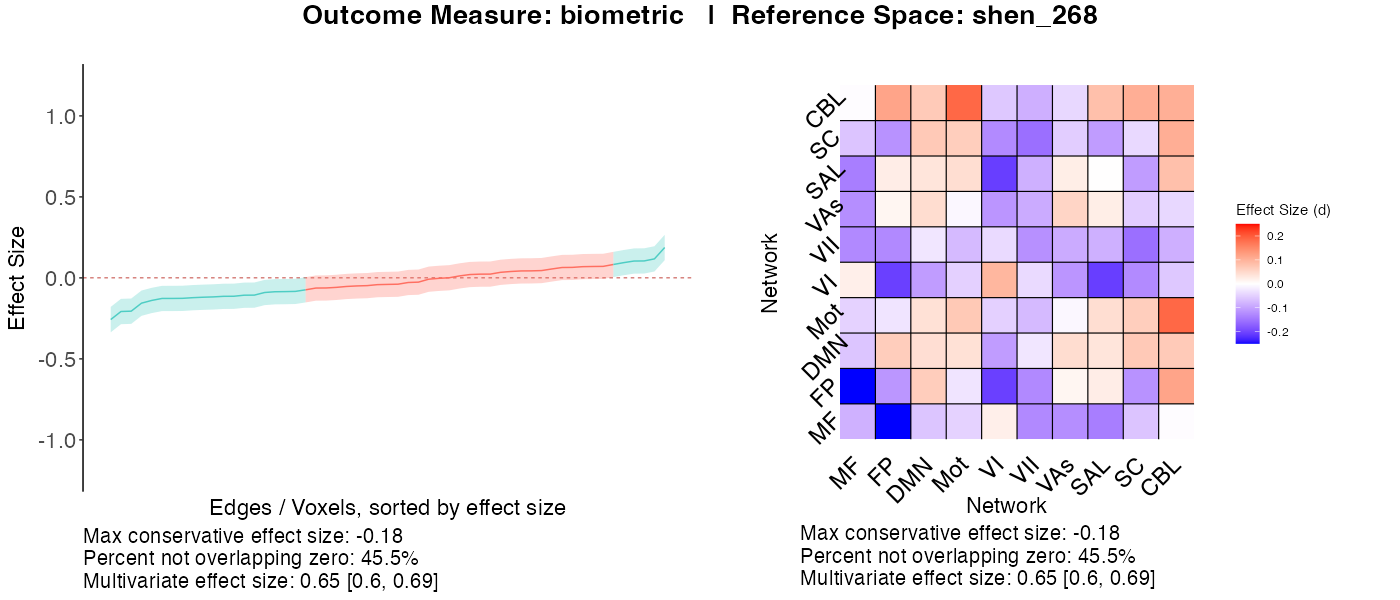 Outcome Measure: biometric | Reference Space: shen_268
1.0
0.5
0.0
-0.5
-1.0
Effect Size
Edges / Voxels, sorted by effect size
Max conservative effect size: -0.18
Percent not overlapping zero: 45.5%
Multivariate effect size: 0.65 [0.6, 0.69]
CBL
SC
SAL
VAs
VII
VI
Mot
DMN
FP
MF
Network
MF
FP
DMN
Mot
VI
VII
VAs
SAL
SC
CBL
Network
Max conservative effect size: -0.18
Percent not overlapping zero: 45.5%
Multivariate effect size: 0.65 [0.6, 0.69]
Effect Size (d)
0.2
0.1
0.0
-0.1
-0.2